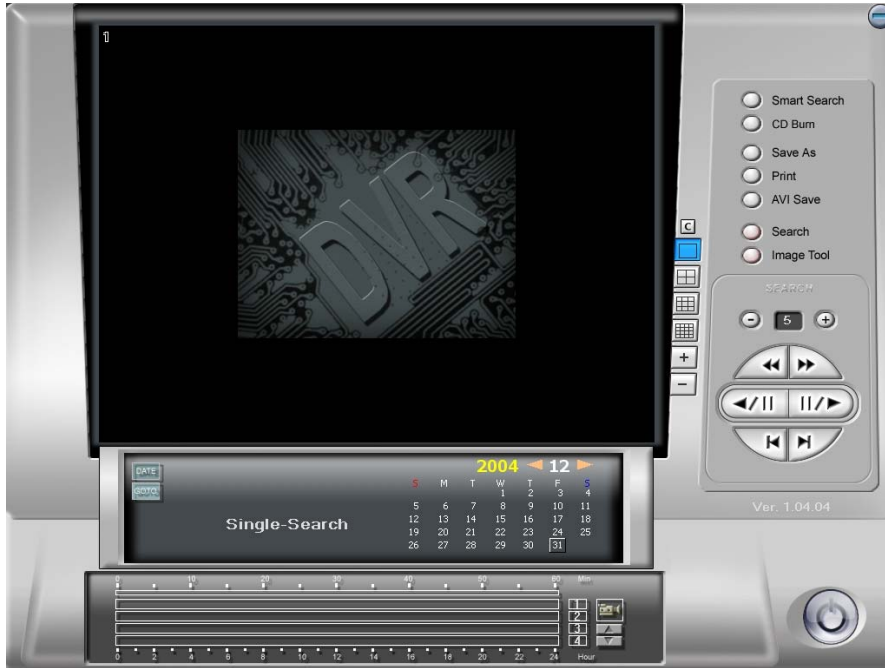 1
DVR
Smart Search
CD Burn
Save As
Print
AVI Save
Search
Image Tool
C
SEARCH
- 5 +
+
-
Ver. 1.04.04
DATE
GOTO
Single-Search
2004 12
S M T W T F S
1 2 3 4
5 6 7 8 9 10 11
12 13 14 15 16 17 18
19 20 21 22 23 24 25
26 27 28 29 30 31
0 10 20 30 40 50 60 Min
1
2
3
4
0 2 4 6 8 10 12 14 16 18 20 22 24 Hour